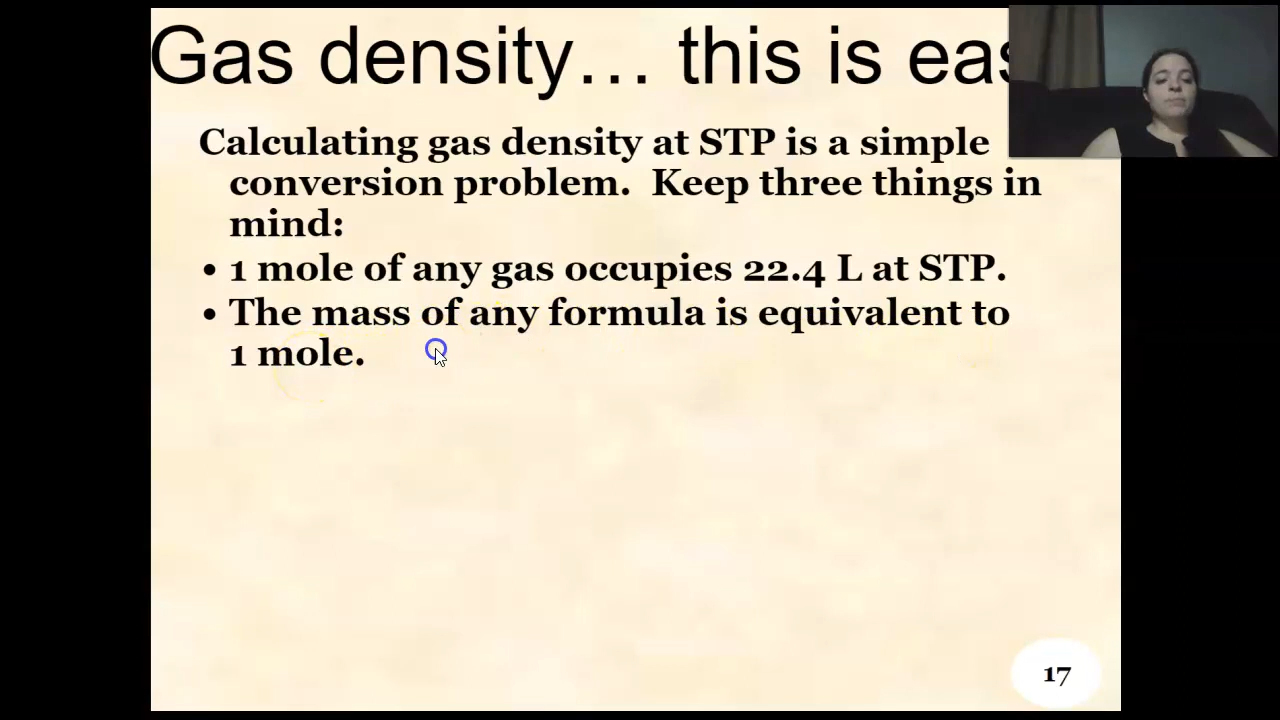 Gas density… this is eas
Calculating gas density at STP is a simple
conversion problem. Keep three things in
mind:
• 1 mole of any gas occupies 22.4 L at STP.
• The mass of any formula is equivalent to
1 mole.
17